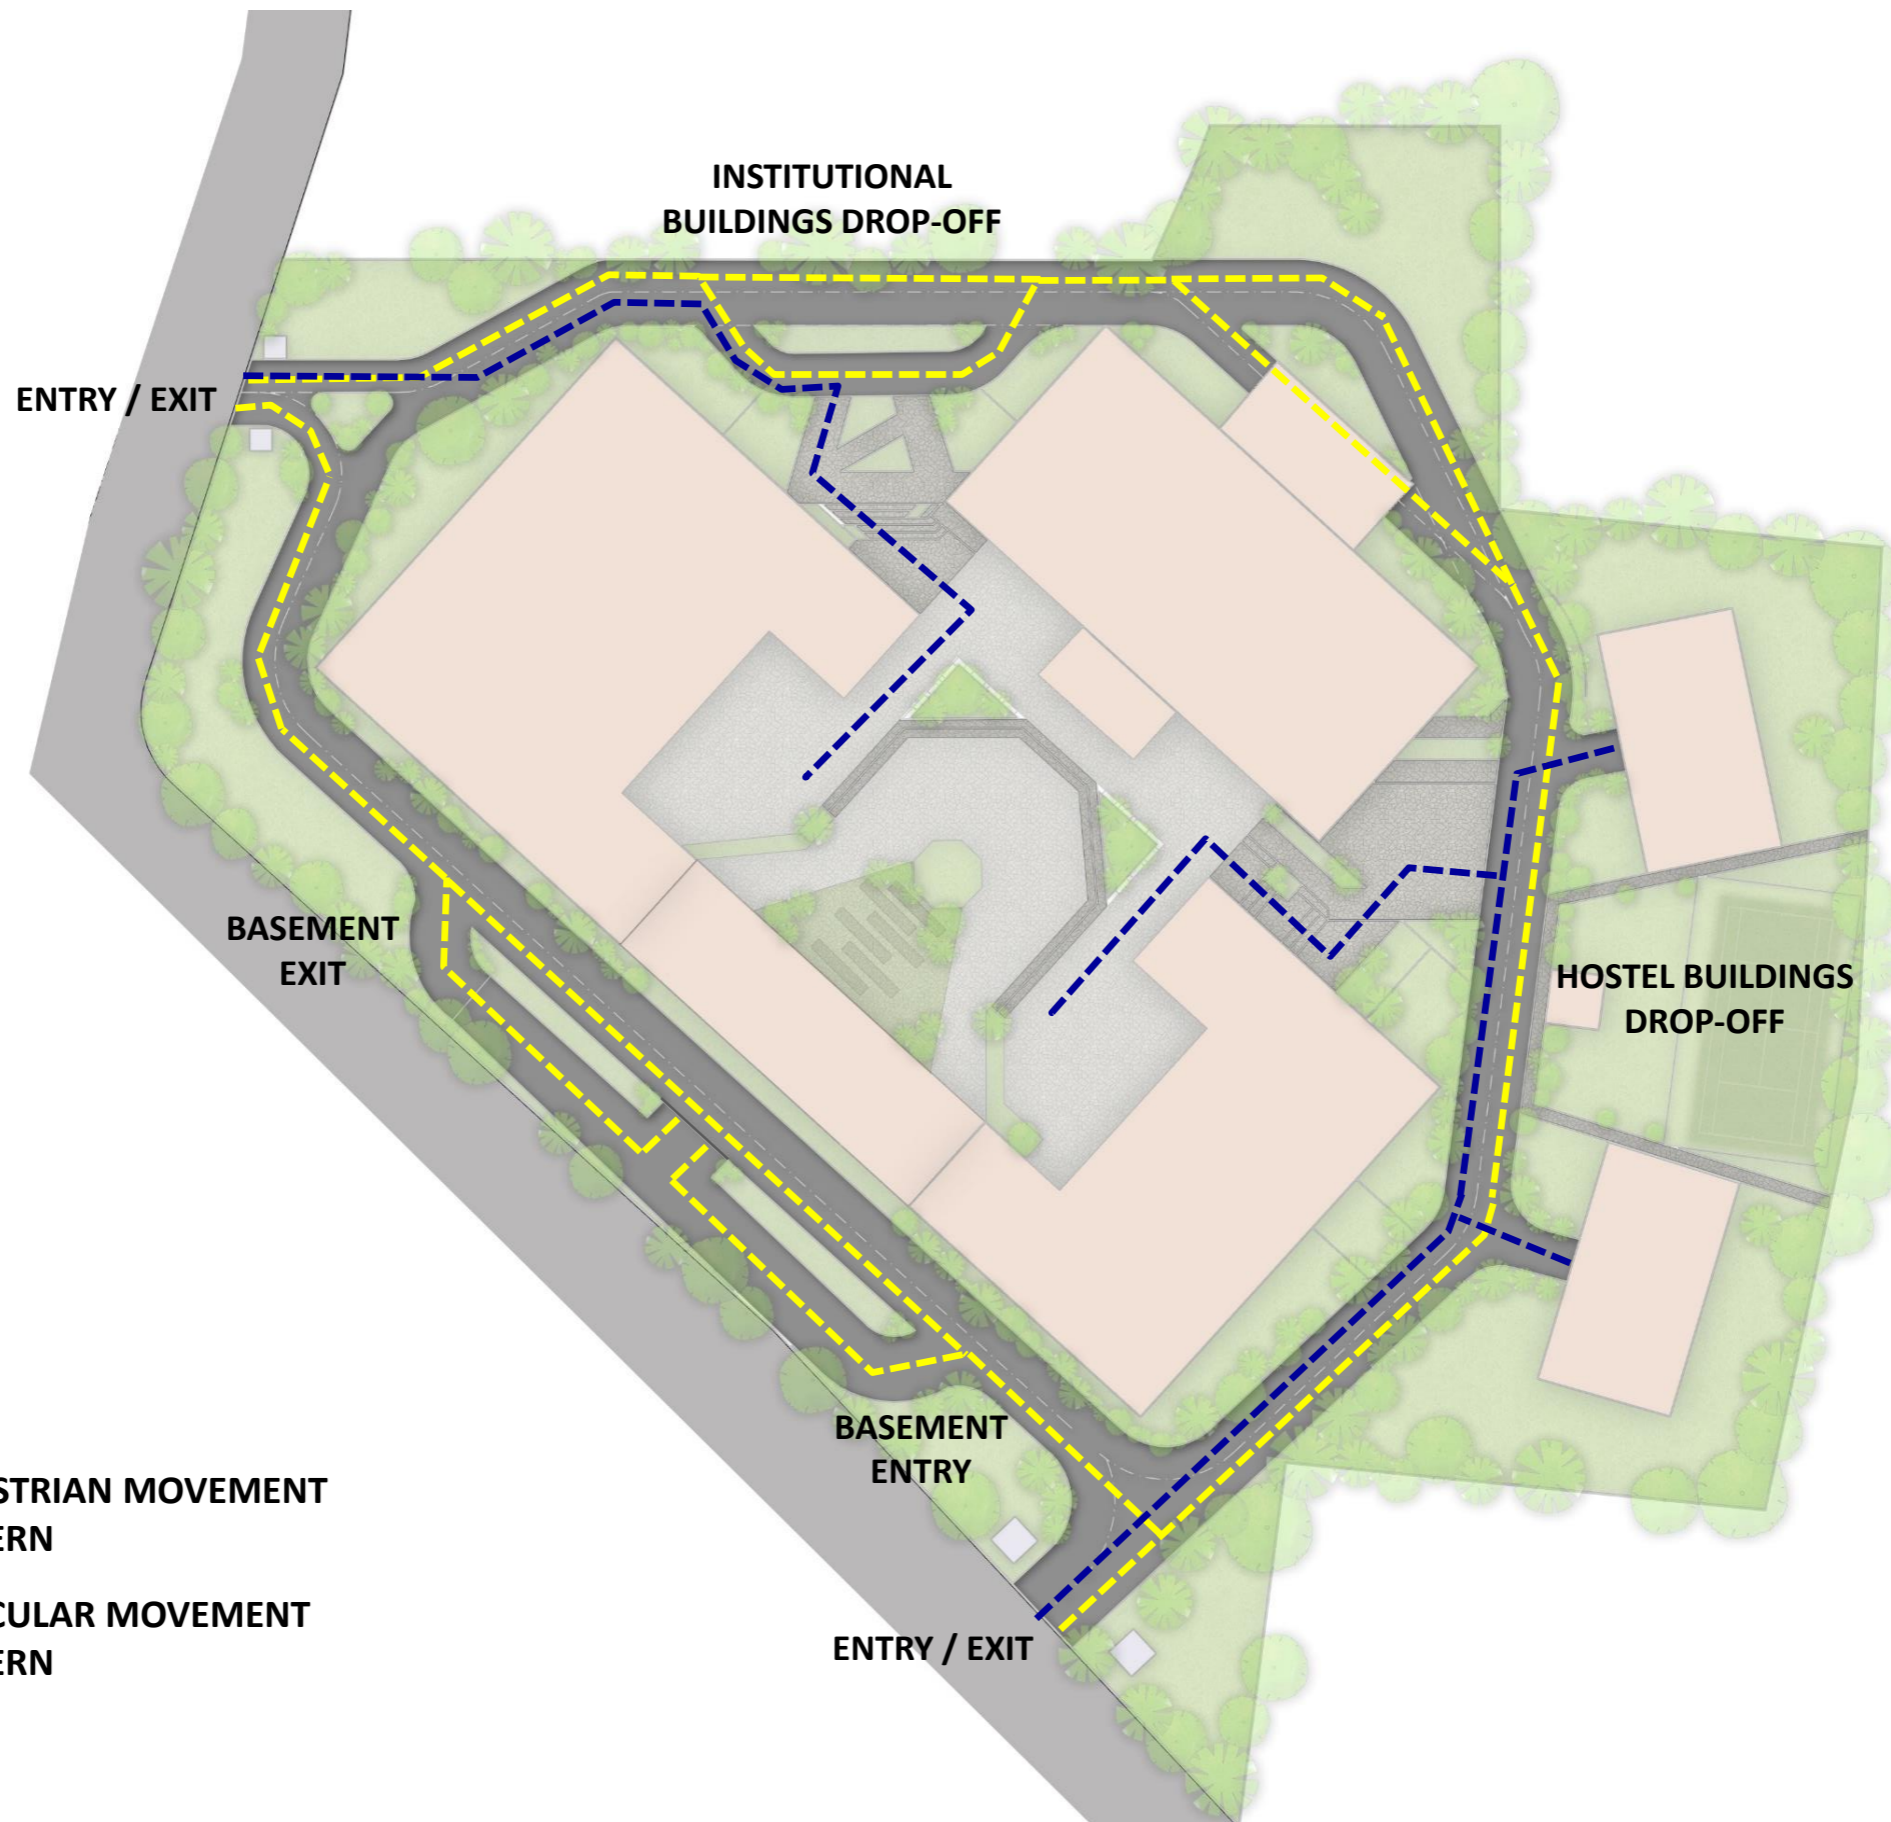 INSTITUTIONAL
BUILDINGS DROP-OFF
ENTRY / EXIT
BASEMENT
EXIT
HOSTEL BUILDINGS
DROP-OFF
BASEMENT
ENTRY
STRIAN MOVEMENT
ERN
CULAR MOVEMENT
ERN
ENTRY / EXIT